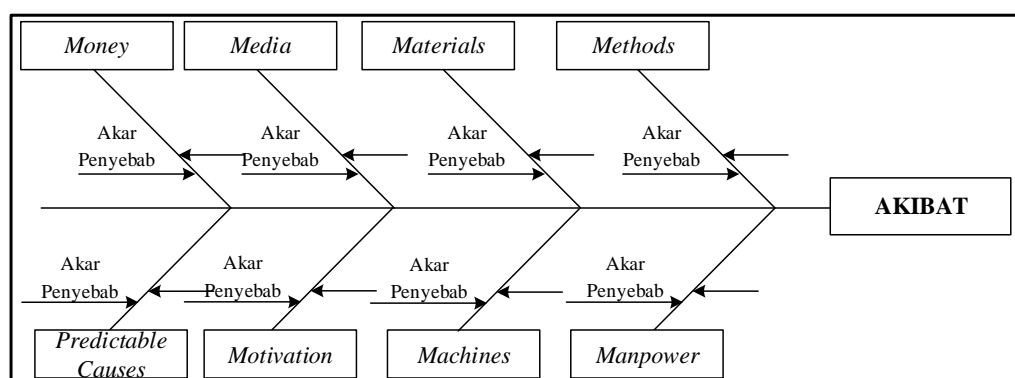 Money
Media
Materials
Methods
Akar
Penyebab
Akar
Penyebab
Akar
Penyebab
Akar
Penyebab
AKIBAT
Akar
Penyebab
Akar
Penyebab
Akar
Penyebab
Akar
Penyebab
Predictable
Causes
Motivation
Machines
Manpower